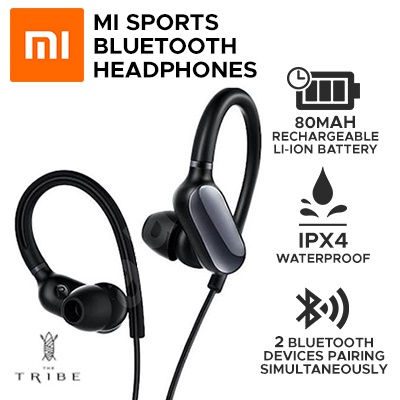 mi
MI SPORTS
BLUETOOTH
HEADPHONES
80MAH
RECHARGEABLE
LI-ION BATTERY
IPX4
WATERPROOF
2 BLUETOOTH
DEVICES PAIRING
SIMULTANEOUSLY
THE
TRIBE